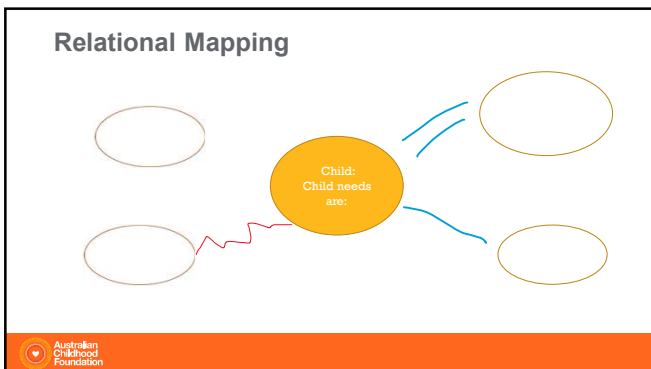 Relational Mapping
Child:
Child needs
are:
Australian
Childhood
Foundation